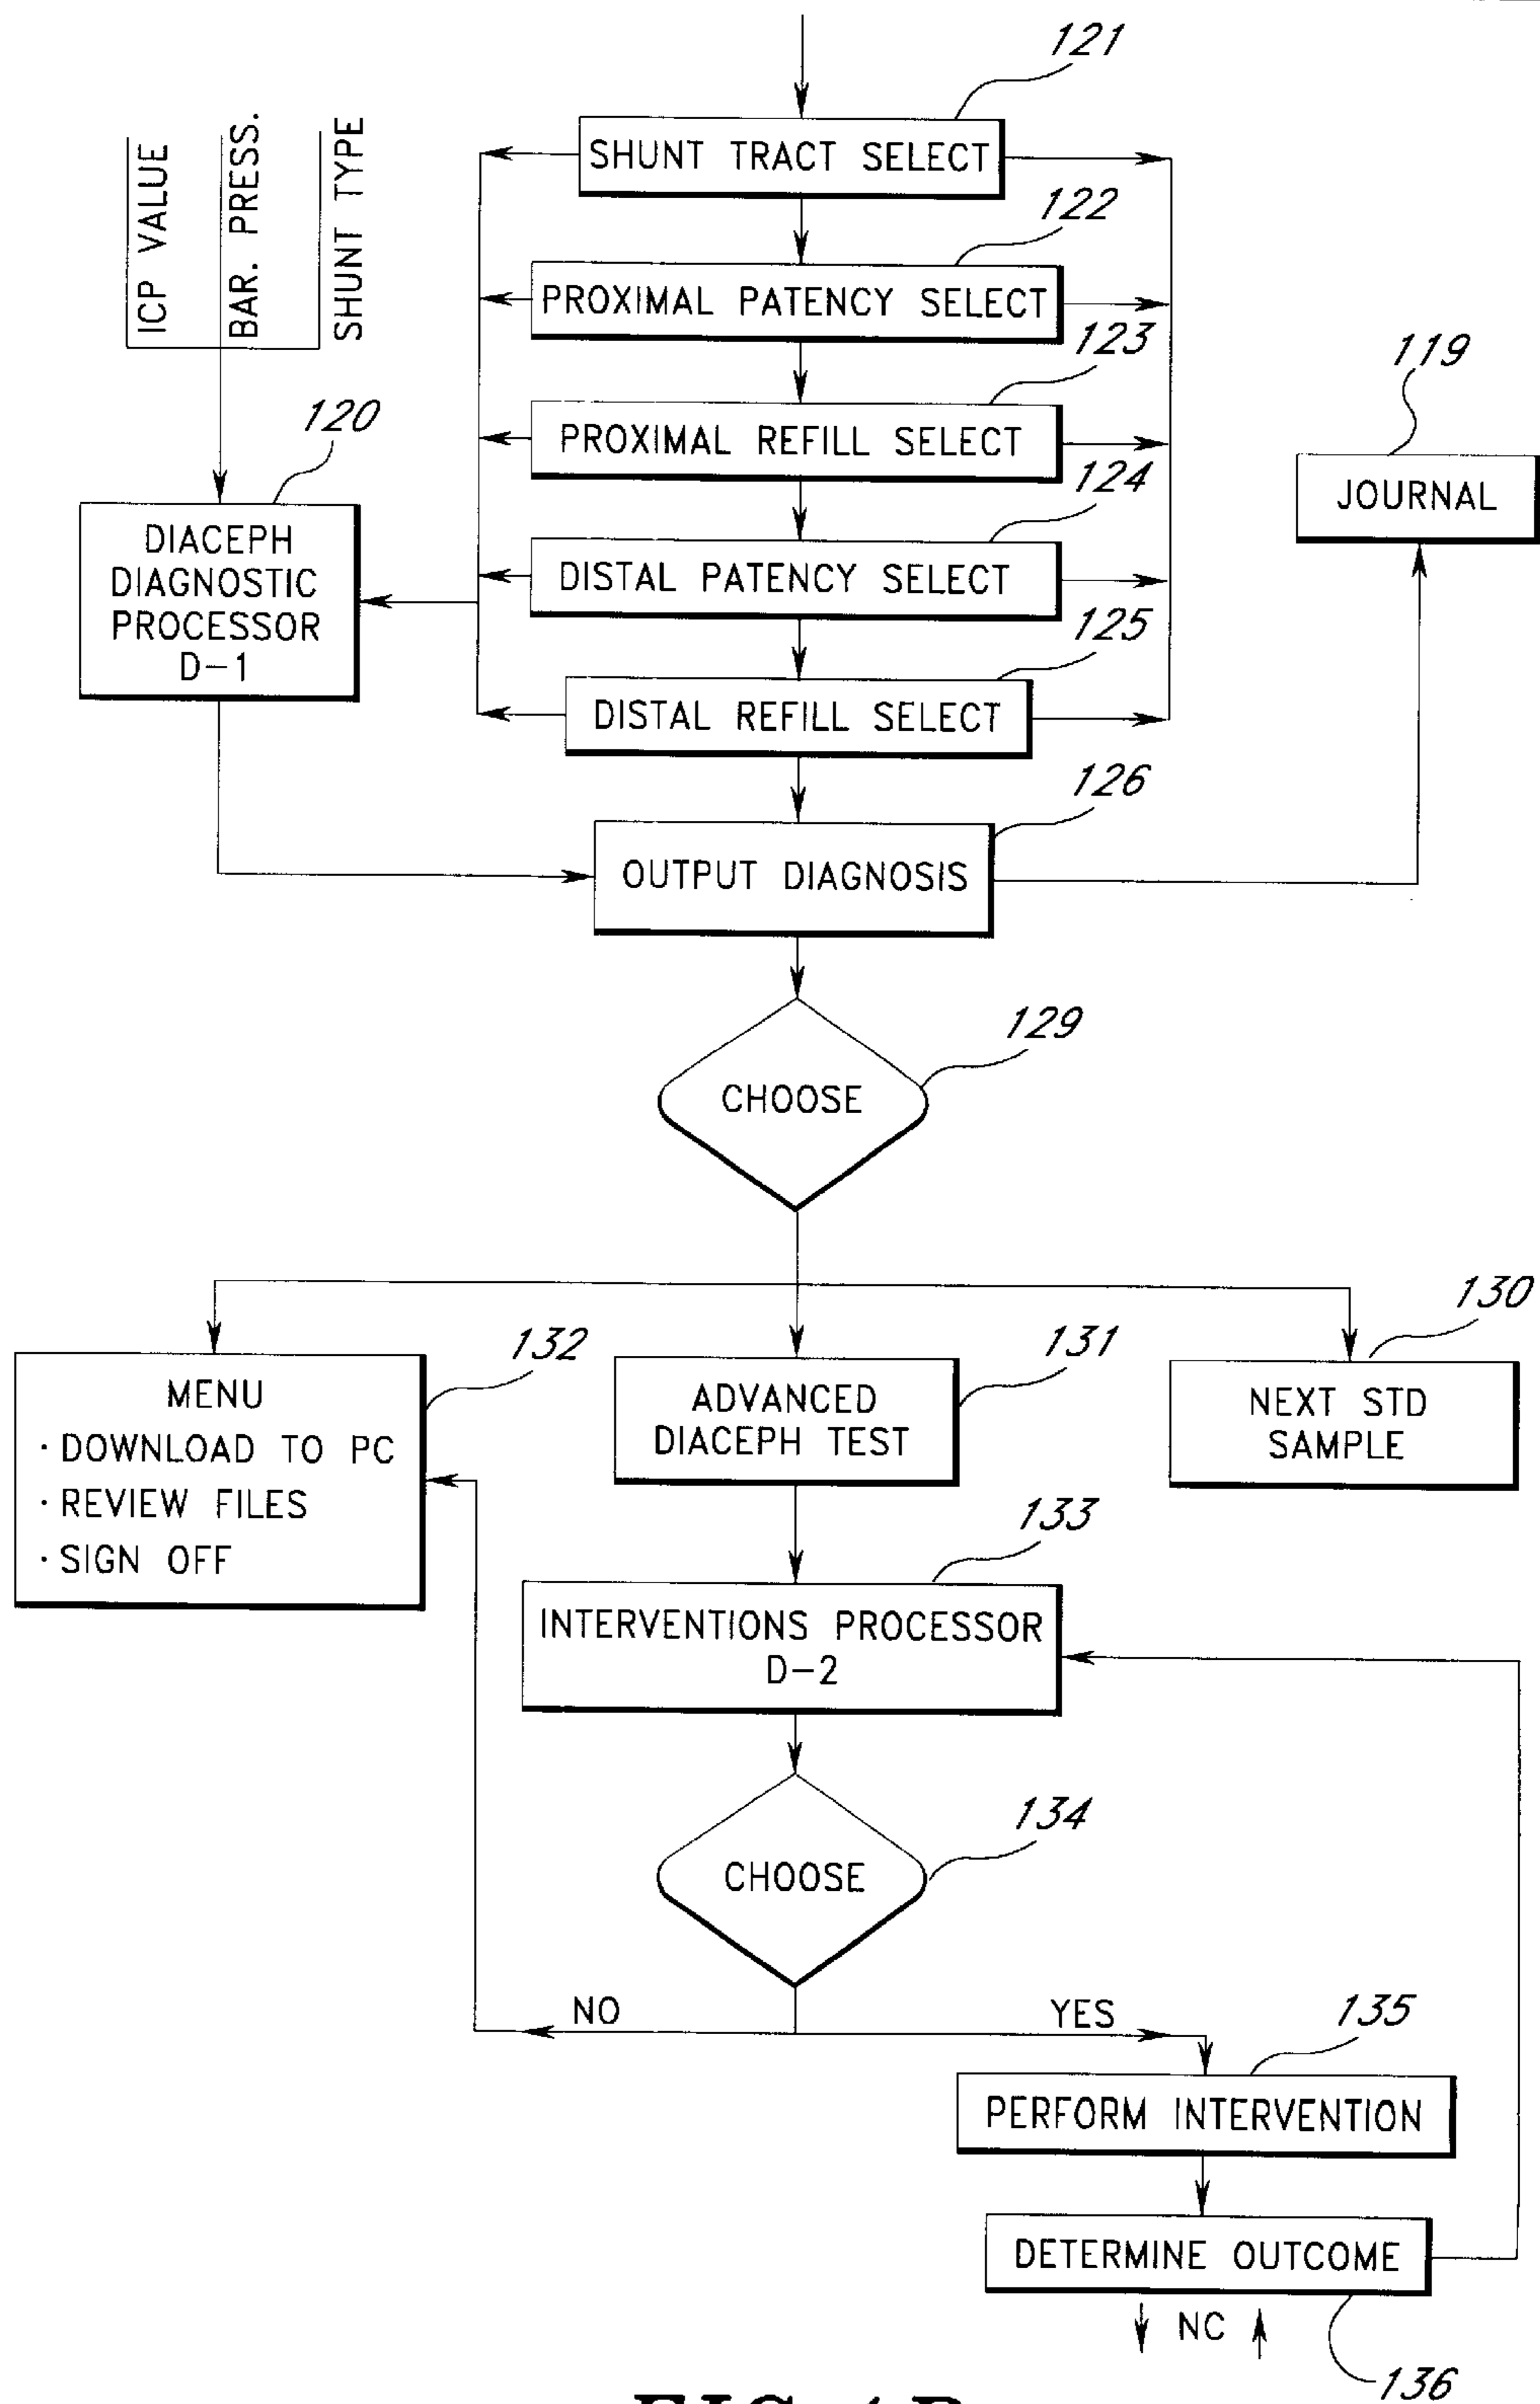 121
SHUNT TRACT SELECT
ICP VALUE
BAR. PRESS.
SHUNT TYPE
122
PROXIMAL PATENCY SELECT
123
PROXIMAL REFILL SELECT
119
JOURNAL
120
DIACEPH
DIAGNOSTIC
PROCESSOR
D-1
124
DISTAL PATENCY SELECT
125
DISTAL REFILL SELECT
126
OUTPUT DIAGNOSIS
129
CHOOSE
132
MENU
· DOWNLOAD TO PC
· REVIEW FILES
· SIGN OFF
131
ADVANCED
DIACEPH TEST
130
NEXT STD
SAMPLE
133
INTERVENTIONS PROCESSOR
D-2
134
CHOOSE
NO
YES
135
PERFORM INTERVENTION
DETERMINE OUTCOME
NC
136